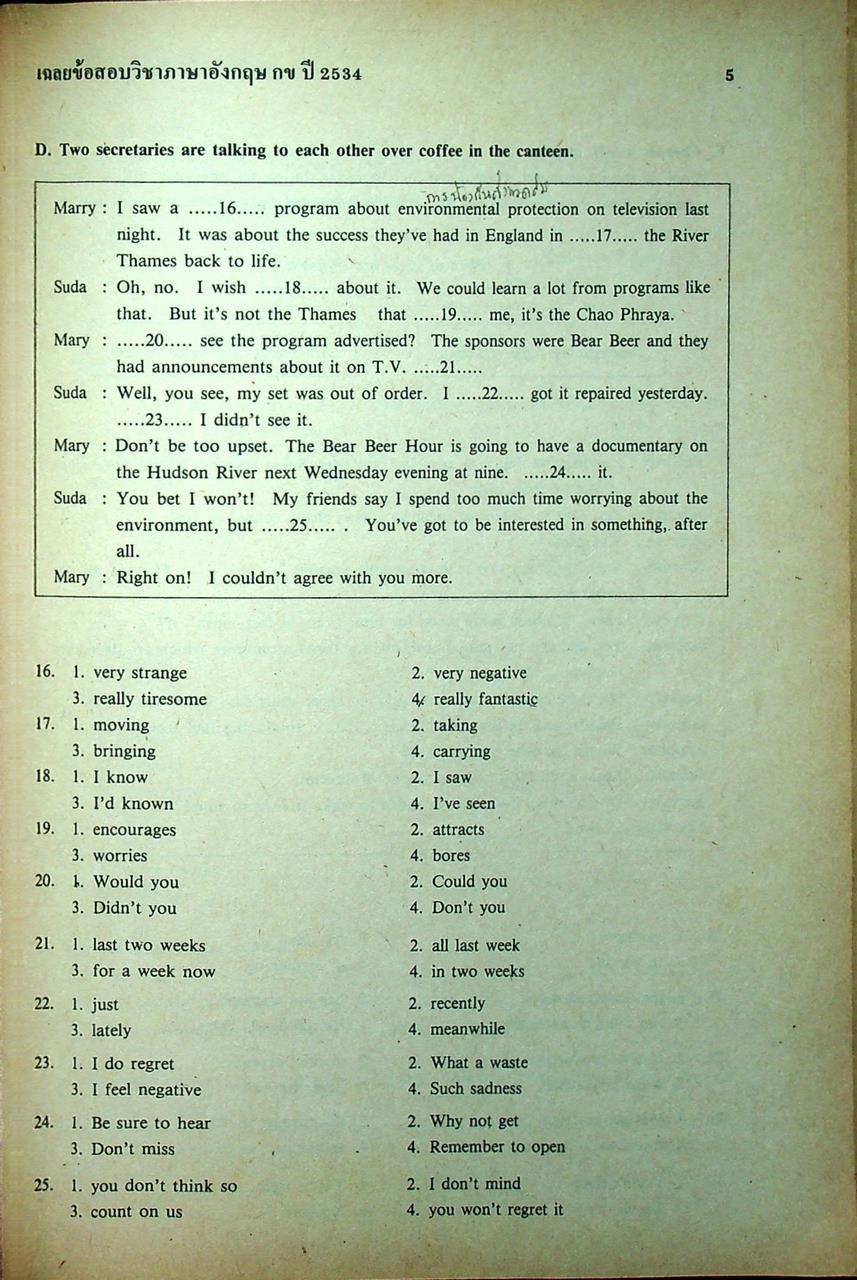 เฉลยข้อสอบวิชาภาษาอังกฤษ กข ปี 2534 5
D. Two secretaries are talking to each other over coffee in the canteen.
Marry : I saw a .....16..... program about environmental protection on television last
night. It was about the success they've had in England in .....17..... the River
Thames back to life.
Suda : Oh, no. I wish .....18..... about it. We could learn a lot from programs like
that. But it's not the Thames that .....19..... me, it's the Chao Phraya.
Mary : .....20..... see the program advertised? The sponsors were Bear Beer and they
had announcements about it on T.V. .....21.....
Suda : Well, you see, my set was out of order. I .....22..... got it repaired yesterday.
.....23..... I didn't see it.
Mary : Don't be too upset. The Bear Beer Hour is going to have a documentary on
the Hudson River next Wednesday evening at nine. .....24..... it.
Suda : You bet I won't! My friends say I spend too much time worrying about the
environment, but .....25..... . You've got to be interested in something, after
all.
Mary : Right on! I couldn't agree with you more.
16. 1. very strange 2. very negative
3. really tiresome 4. really fantastic
17. 1. moving 2. taking
3. bringing 4. carrying
18. 1. I know 2. I saw
3. I'd known 4. I've seen
19. 1. encourages 2. attracts
3. worries 4. bores
20. 1. Would you 2. Could you
3. Didn't you 4. Don't you
21. 1. last two weeks 2. all last week
3. for a week now 4. in two weeks
22. 1. just 2. recently
3. lately 4. meanwhile
23. 1. I do regret 2. What a waste
3. I feel negative 4. Such sadness
24. 1. Be sure to hear 2. Why not get
3. Don't miss 4. Remember to open
25. 1. you don't think so 2. I don't mind
3. count on us 4. you won't regret it